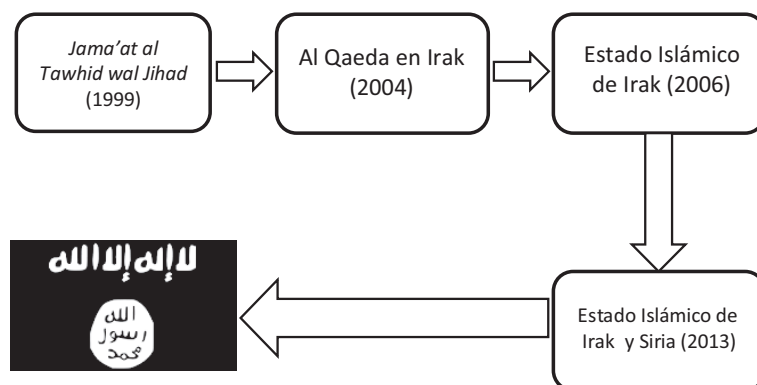 Jama'at al
Tawhid wal Jihad
(1999)
Al Qaeda en Irak
(2004)
Estado Islámico
de Irak (2006)
Estado Islámico de
Irak y Siria (2013)
لا إله إلا الله
الله
رسول
محمد